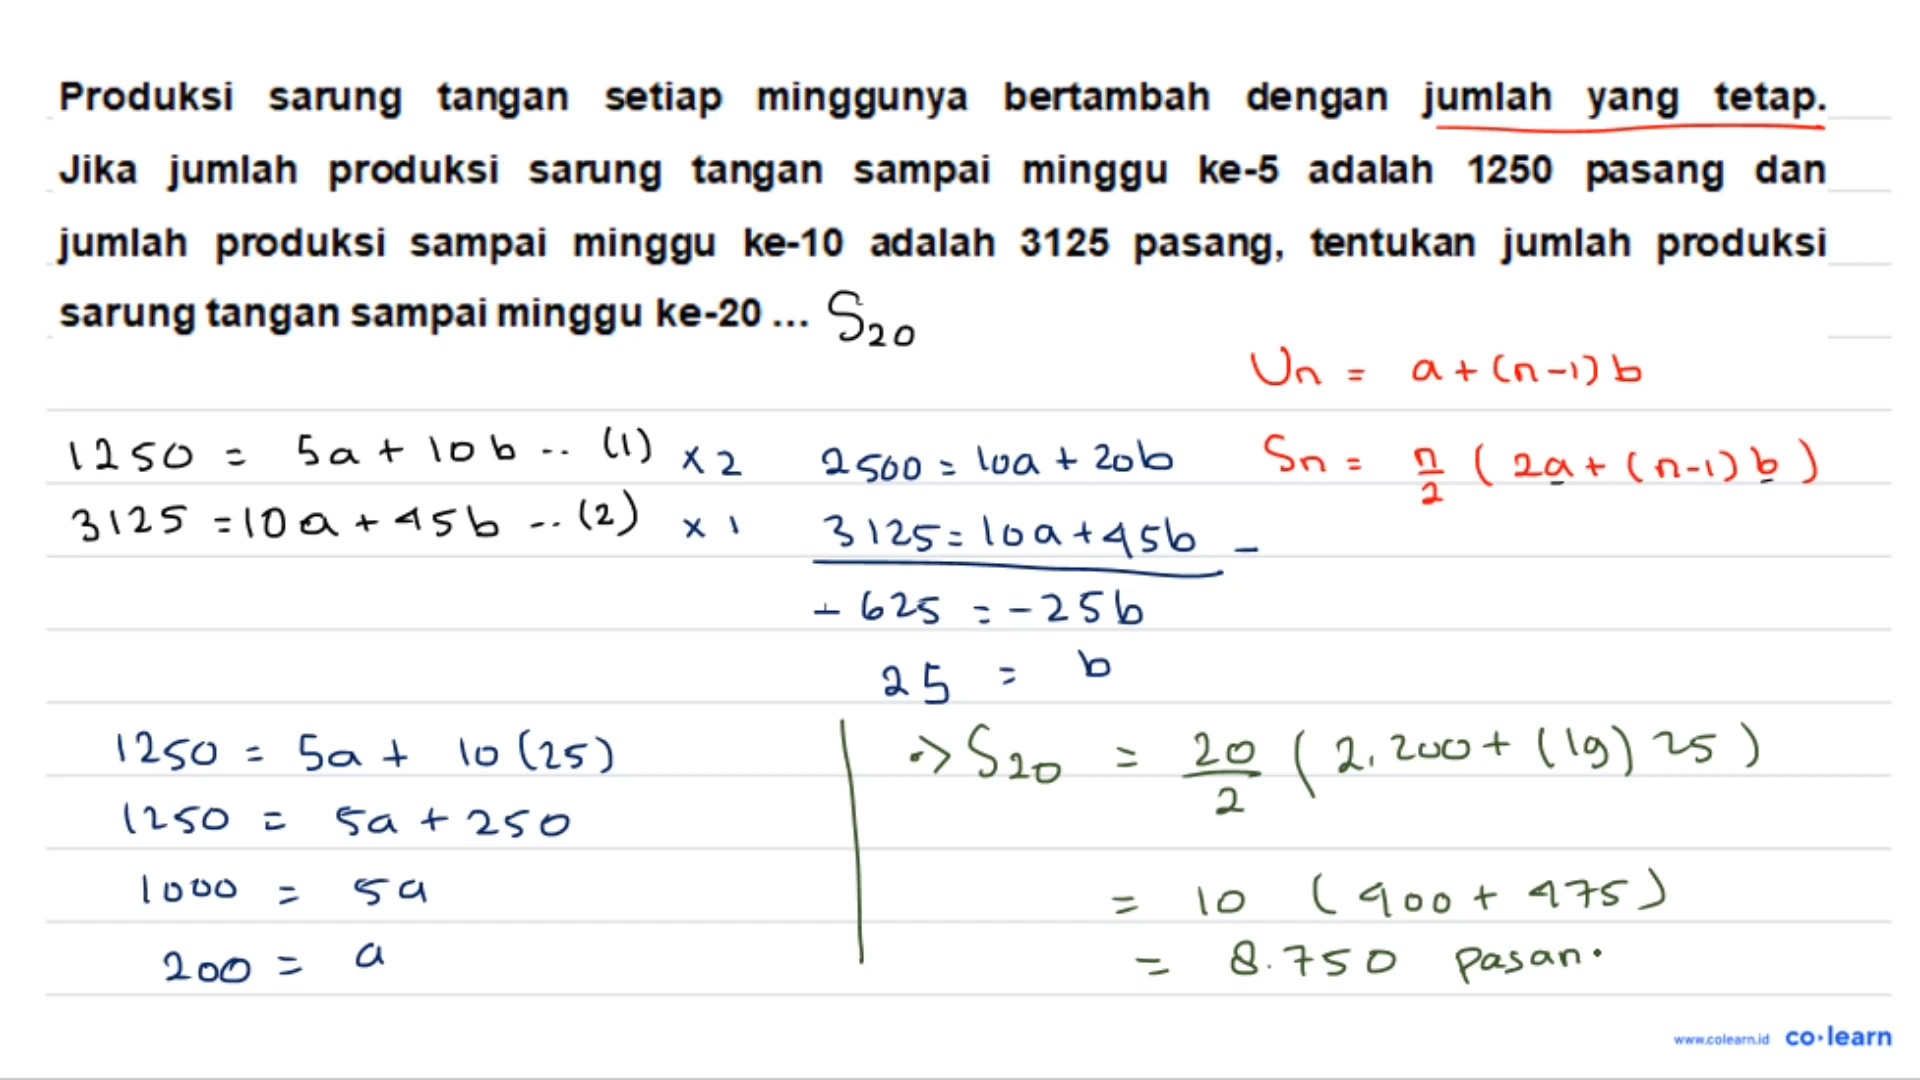 Produksi sarung tangan setiap minggunya bertambah dengan jumlah yang tetap.
Jika jumlah produksi sarung tangan sampai minggu ke-5 adalah 1250 pasang dan
jumlah produksi sampai minggu ke-10 adalah 3125 pasang, tentukan jumlah produksi
sarung tangan sampai minggu ke-20 ... S₂₀
Un = a + (n-1) b
Sn = n/2 ( 2a + (n-1) b )
1250 = 5a + 10b .. (1) x 2
3125 = 10a + 45b .. (2) x 1
2500 = 10a + 20b
3125 = 10a + 45b -
- 625 = - 25b
25 = b
1250 = 5a + 10 (25)
1250 = 5a + 250
1000 = 5a
200 = a
=> S₂₀ = 20/2 ( 2.200 + (19) 25 )
= 10 ( 400 + 475 )
= 8.750 pasan.
www.colearn.id co·learn